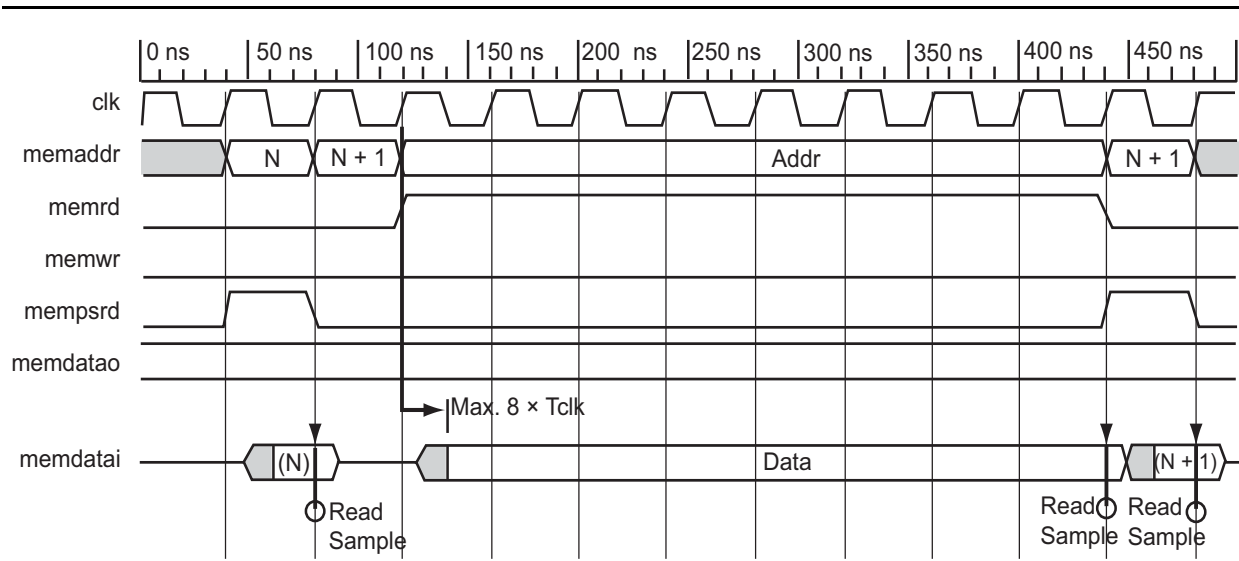 0 ns 50 ns 100 ns 150 ns 200 ns 250 ns 300 ns 350 ns 400 ns 450 ns
clk
memaddr N N + 1 Addr N + 1
memrd
memwr
mempsrd
memdatao
Max. 8 × Tclk
memdatai (N) Data (N + 1)
Read Read Read
Sample Sample Sample